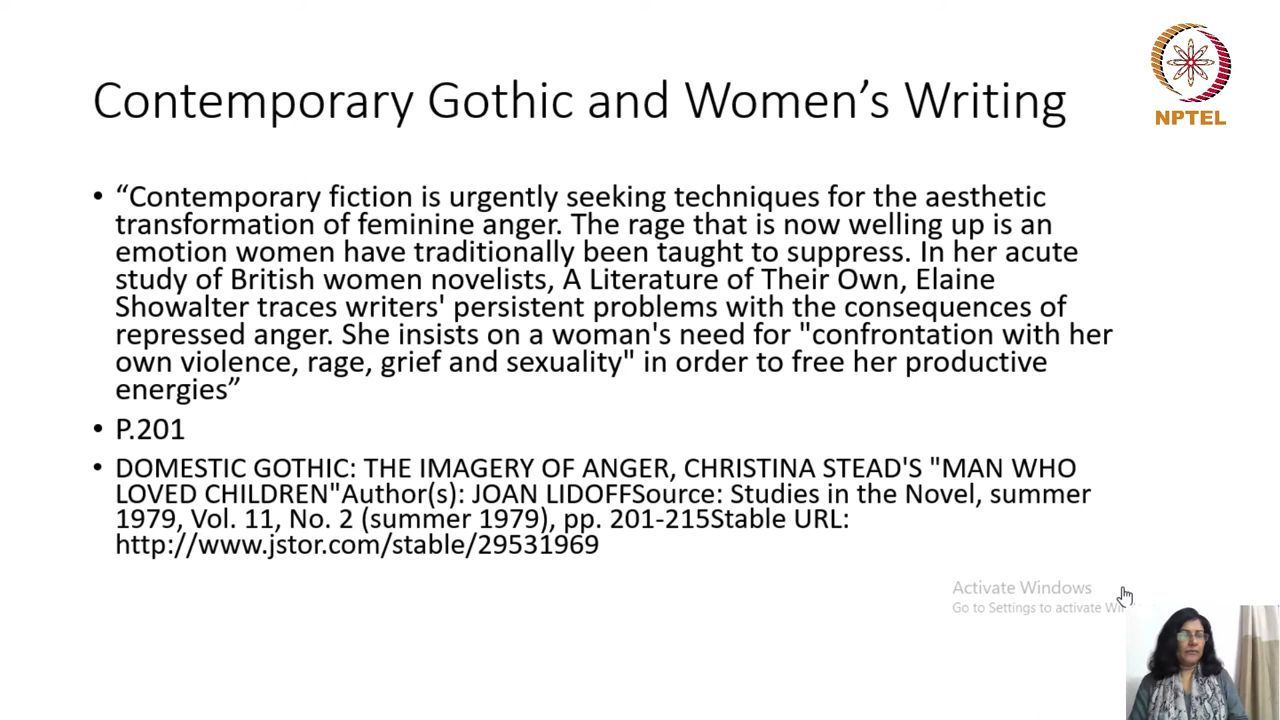 Contemporary Gothic and Women's Writing
NPTEL
• “Contemporary fiction is urgently seeking techniques for the aesthetic
transformation of feminine anger. The rage that is now welling up is an
emotion women have traditionally been taught to suppress. In her acute
study of British women novelists, A Literature of Their Own, Elaine
Showalter traces writers' persistent problems with the consequences of
repressed anger. She insists on a woman's need for "confrontation with her
own violence, rage, grief and sexuality" in order to free her productive
energies”
• P.201
• DOMESTIC GOTHIC: THE IMAGERY OF ANGER, CHRISTINA STEAD'S "MAN WHO
LOVED CHILDREN"Author(s): JOAN LIDOFFSource: Studies in the Novel, summer
1979, Vol. 11, No. 2 (summer 1979), pp. 201-215Stable URL:
http://www.jstor.com/stable/29531969
Activate Windows
Go to Settings to activate